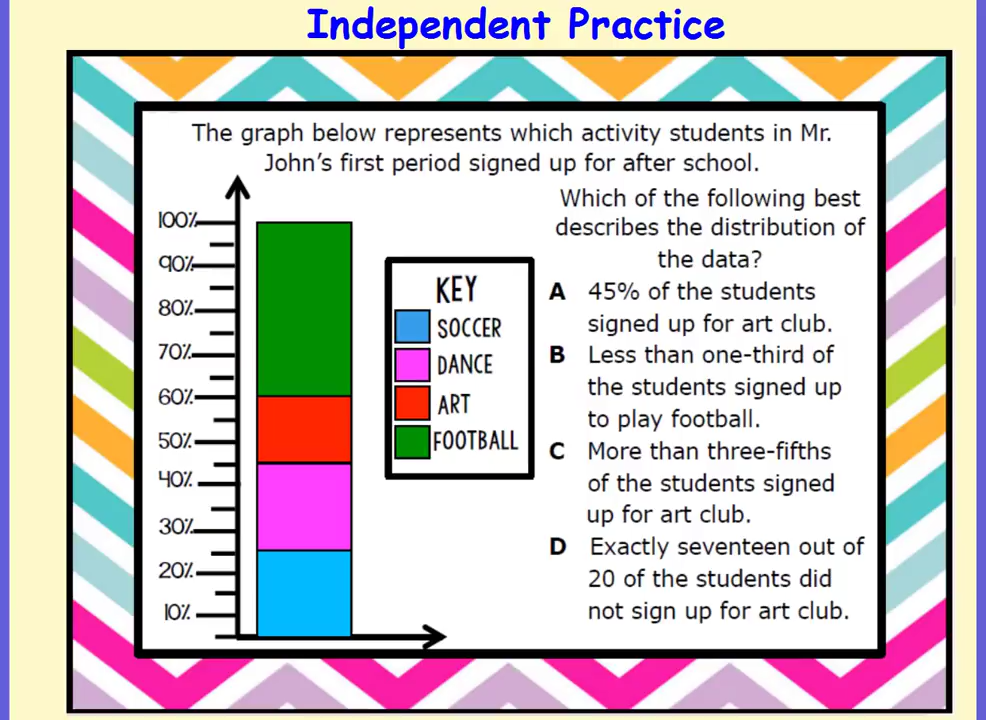 Independent Practice
The graph below represents which activity students in Mr.
John’s first period signed up for after school.
100%
90%
80%
70%
60%
50%
40%
30%
20%
10%
KEY
SOCCER
DANCE
ART
FOOTBALL
Which of the following best
describes the distribution of
the data?
A 45% of the students
signed up for art club.
B Less than one-third of
the students signed up
to play football.
C More than three-fifths
of the students signed
up for art club.
D Exactly seventeen out of
20 of the students did
not sign up for art club.